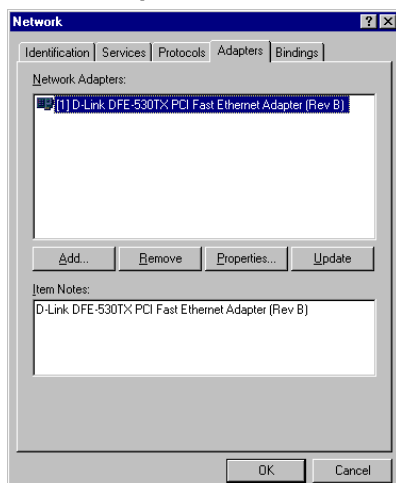 Network
Identification Services Protocols Adapters Bindings
Network Adapters:
[1] D-Link DFE-530TX PCI Fast Ethernet Adapter (Rev B)
Add... Remove Properties... Update
Item Notes:
D-Link DFE-530TX PCI Fast Ethernet Adapter (Rev B)
OK Cancel